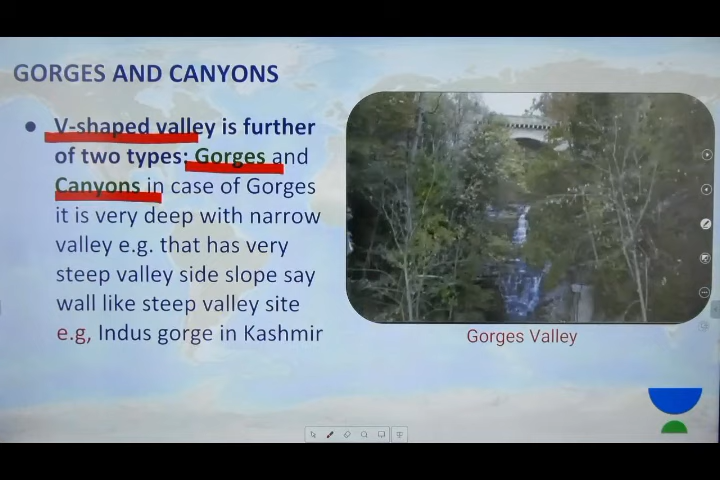 GORGES AND CANYONS
● V-shaped valley is further
of two types: Gorges and
Canyons in case of Gorges
it is very deep with narrow
valley e.g. that has very
steep valley side slope say
wall like steep valley site
e.g, Indus gorge in Kashmir
Gorges Valley